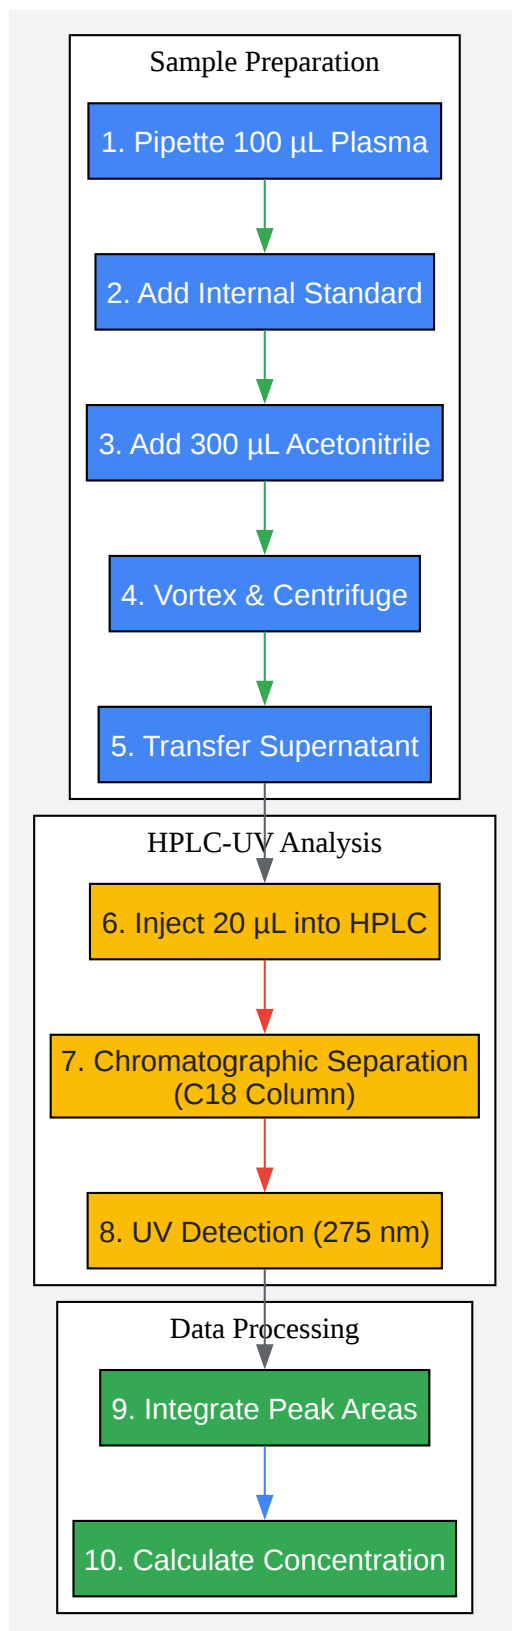 Sample Preparation
1. Pipette 100 µL Plasma
2. Add Internal Standard
3. Add 300 µL Acetonitrile
4. Vortex & Centrifuge
5. Transfer Supernatant
HPLC-UV Analysis
6. Inject 20 µL into HPLC
7. Chromatographic Separation
(C18 Column)
8. UV Detection (275 nm)
Data Processing
9. Integrate Peak Areas
10. Calculate Concentration